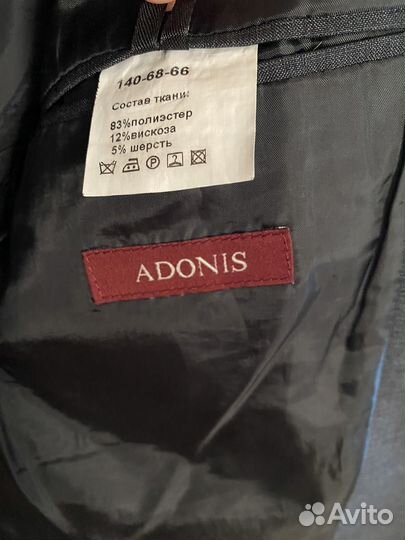 140-68-66
Состав ткани:
83%полиэстер
12%вискоза
5% шерсть
ADONIS
Avito